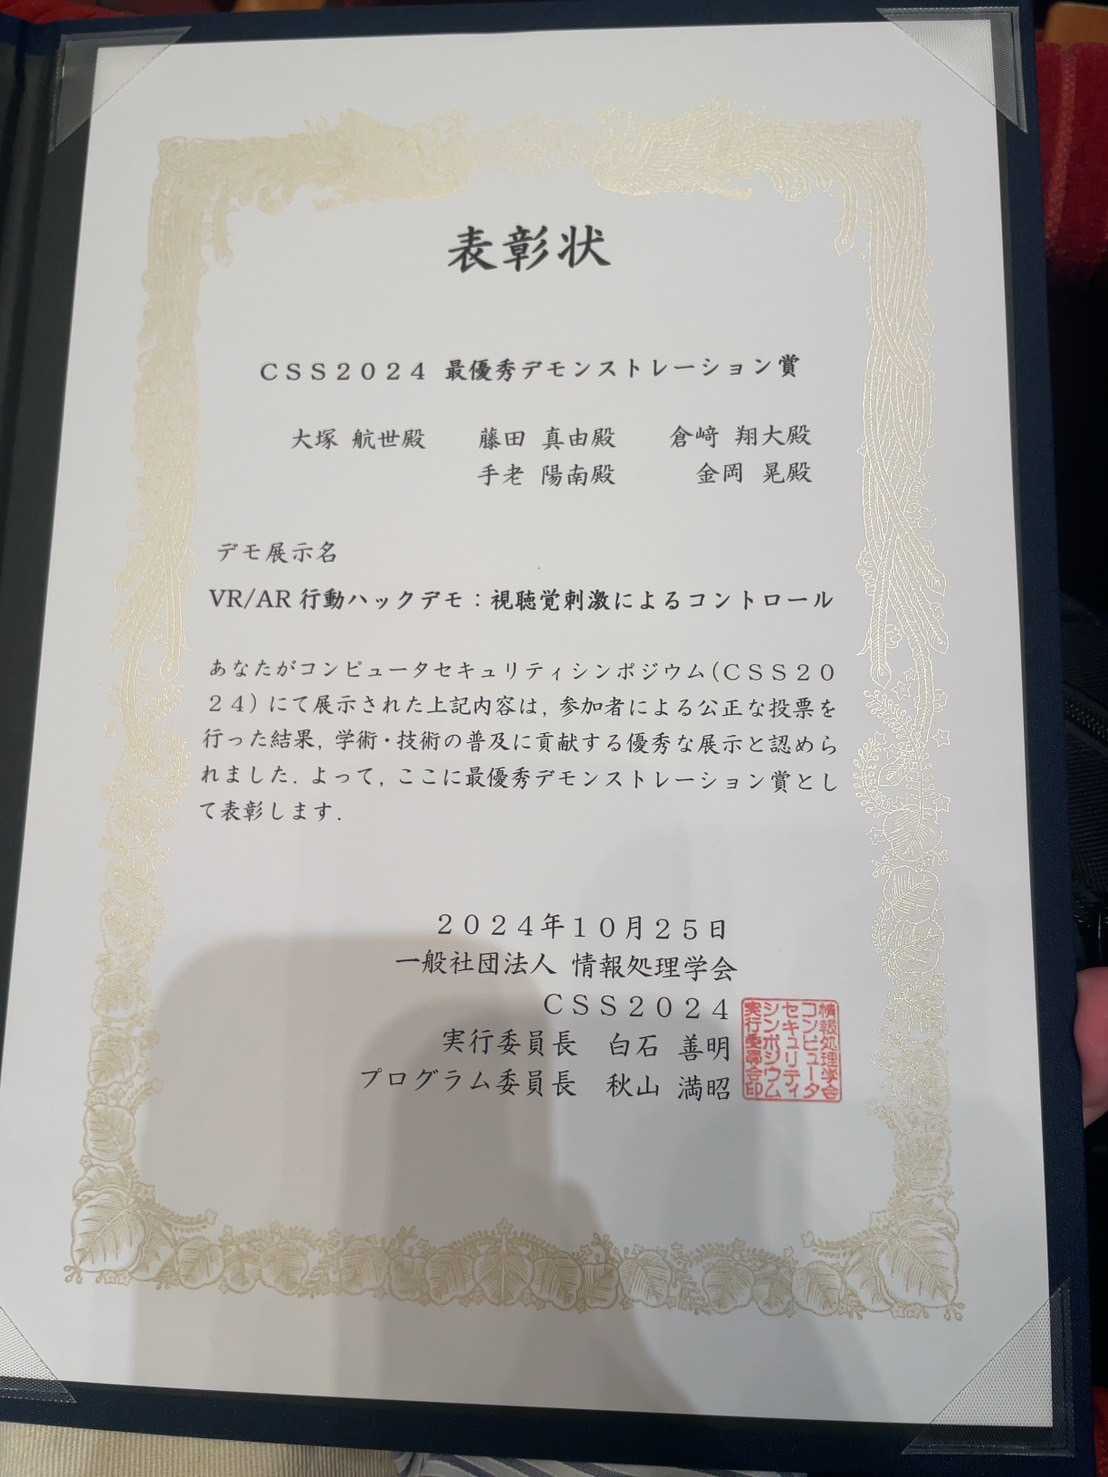 表彰状
ＣＳＳ２０２４ 最優秀デモンストレーション賞
大塚 航世殿 藤田 真由殿 倉﨑 翔大殿
手老 陽南殿 金岡 晃殿
デモ展示名
VR/AR 行動ハックデモ：視聴覚刺激によるコントロール
あなたがコンピュータセキュリティシンポジウム（ＣＳＳ２０
２４）にて展示された上記内容は，参加者による公正な投票を
行った結果，学術・技術の普及に貢献する優秀な展示と認めら
れました．よって，ここに最優秀デモンストレーション賞とし
て表彰します．
２０２４年１０月２５日
一般社団法人 情報処理学会
ＣＳＳ２０２４
実行委員長 白石 善明
プログラム委員長 秋山 満昭
情報処理学会
コンピュータ
セキュリティ
シンポジウム
実行委員会印